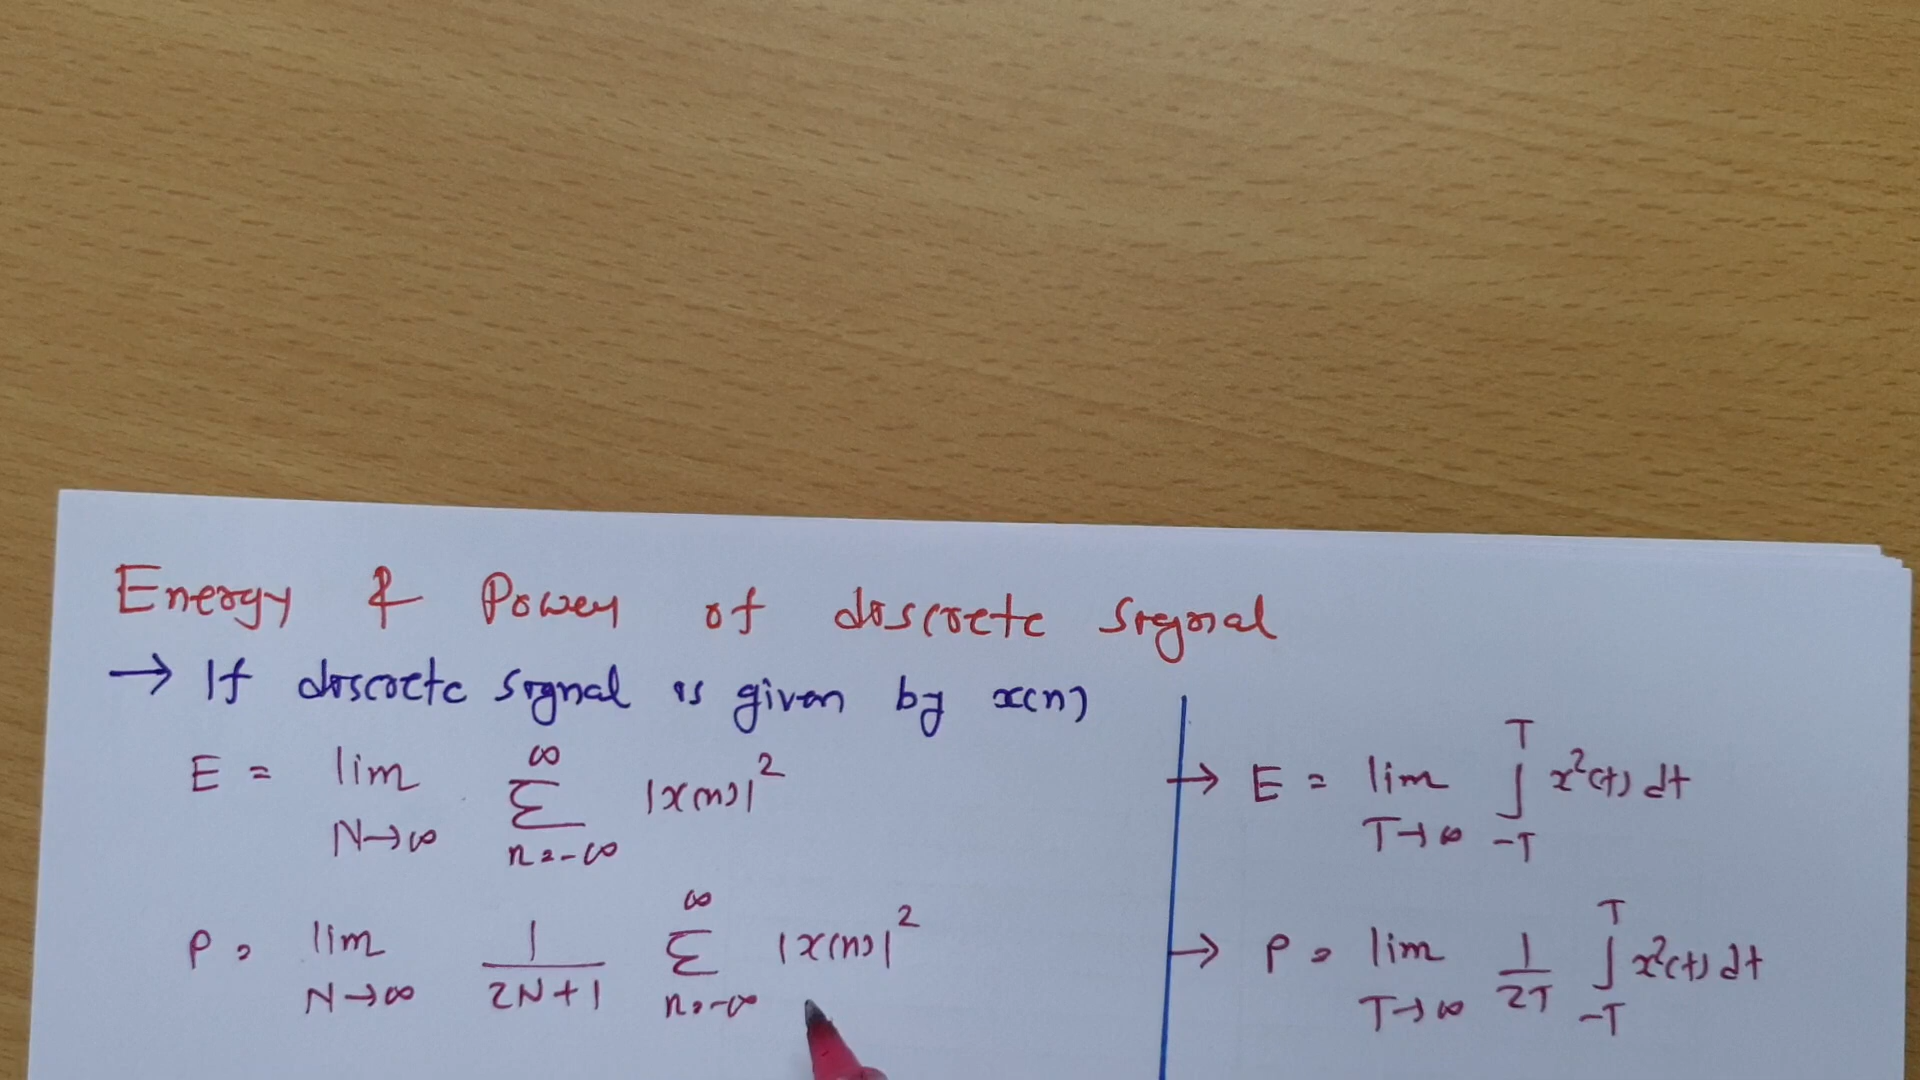 Energy & Power of discrete signal
→ If discrete signal is given by x(n)
E = lim N→∞ ∑ n=-∞ ∞ |x(n)|²
P = lim N→∞ 1/2N+1 ∑ n=-∞ ∞ |x(n)|²
→ E = lim T→∞ ∫ -T T x²(t) dt
→ P = lim T→∞ 1/2T ∫ -T T x²(t) dt